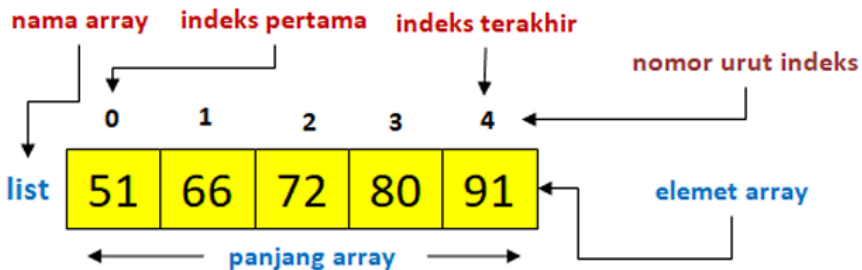 nama array indeks pertama indeks terakhir
nomor urut indeks
0 1 2 3 4
list 51 66 72 80 91 elemet array
panjang array